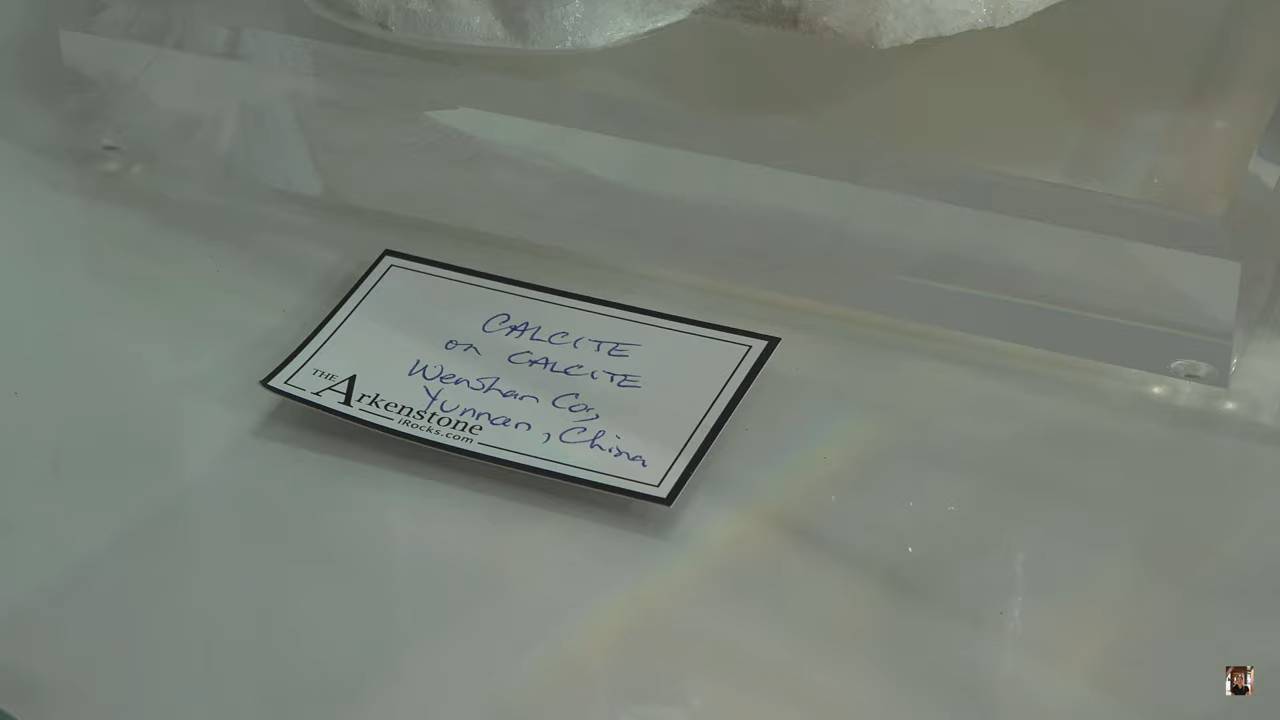 CALCITE
on CALCITE
Wenshan Co,
Yunnan, China
THE Arkenstone
iRocks.com